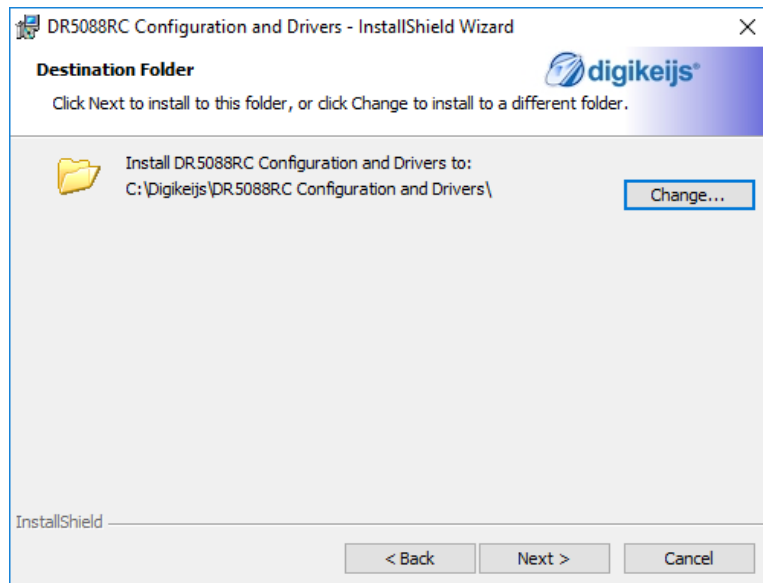 DR5088RC Configuration and Drivers - InstallShield Wizard
Destination Folder
digikeijs®
Click Next to install to this folder, or click Change to install to a different folder.
Install DR5088RC Configuration and Drivers to:
C:\Digikeijs\DR5088RC Configuration and Drivers\
Change...
InstallShield
< Back
Next >
Cancel